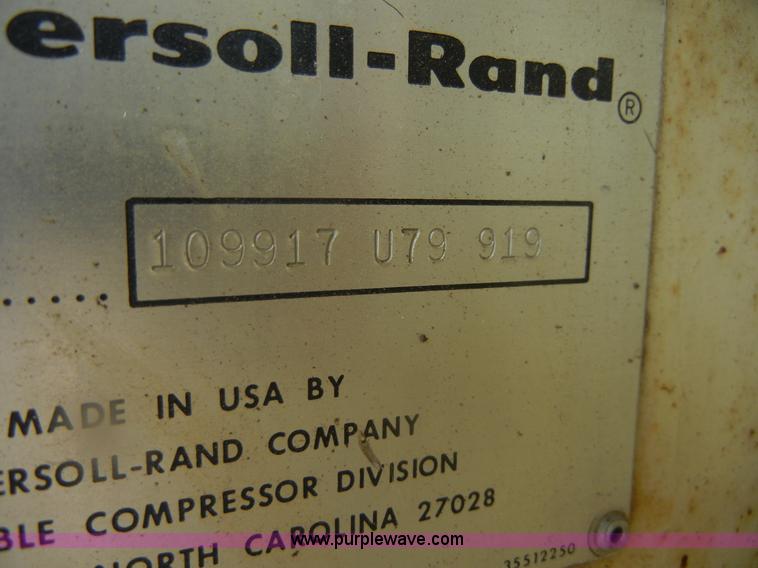 ersoll-Rand®
109917 U79 919
.....
MADE IN USA BY
ERSOLL-RAND COMPANY
BLE COMPRESSOR DIVISION
NORTH CAROLINA 27028
35512250
www.purplewave.com